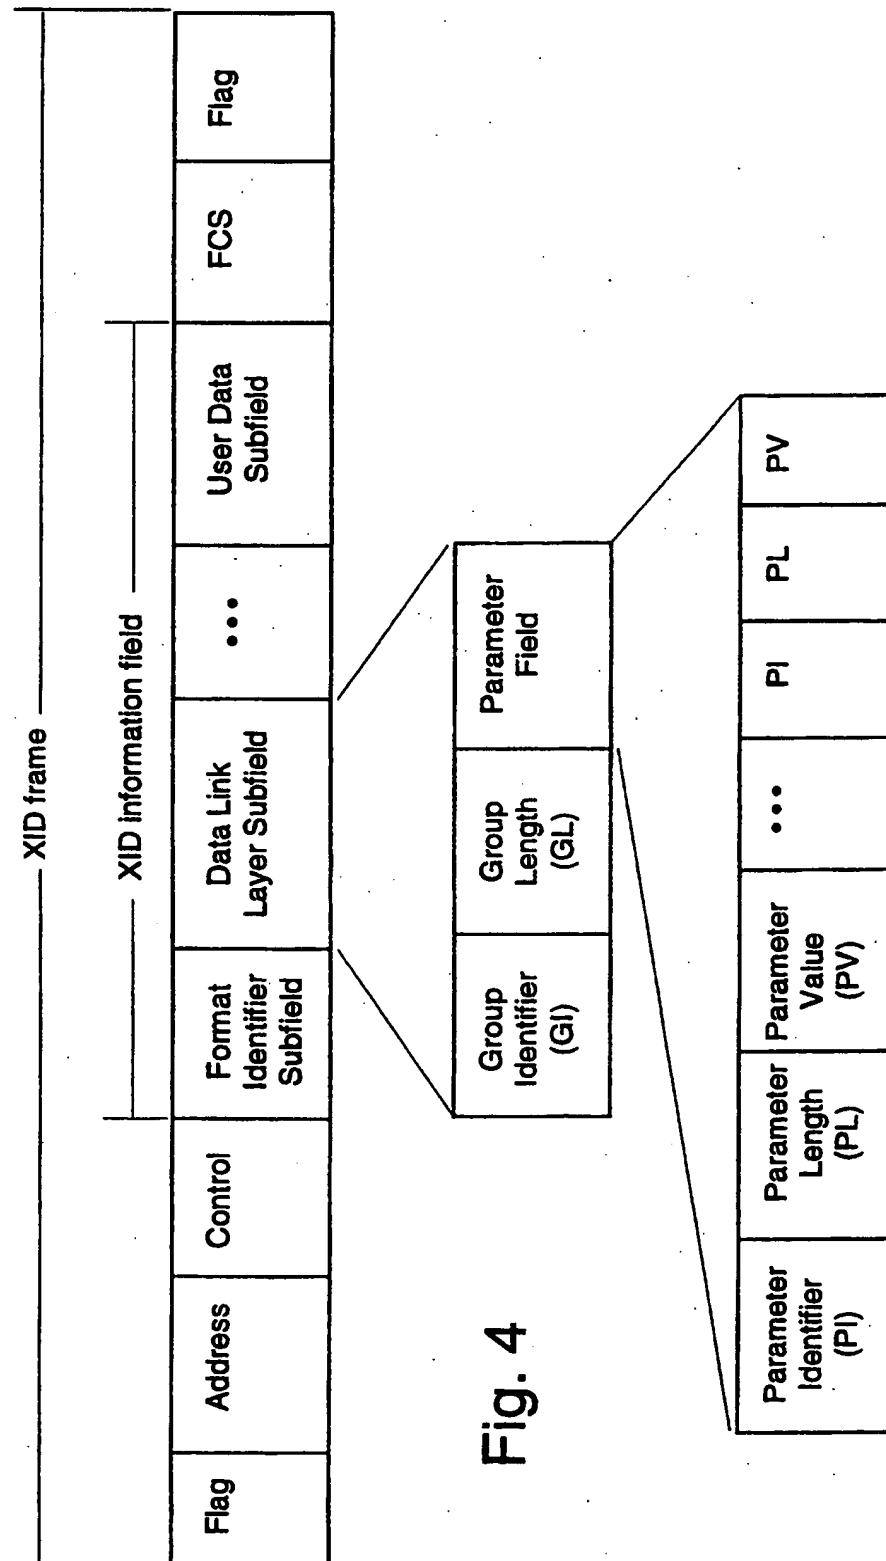 XID frame
XID information field
Flag
Address
Control
Format
Identifier
Subfield
Data Link
Layer Subfield
•••
User Data
Subfield
FCS
Flag
Group
Identifier
(GI)
Group
Length
(GL)
Parameter
Field
Parameter
Identifier
(PI)
Parameter
Length
(PL)
Parameter
Value
(PV)
•••
PI
PL
PV
Fig. 4